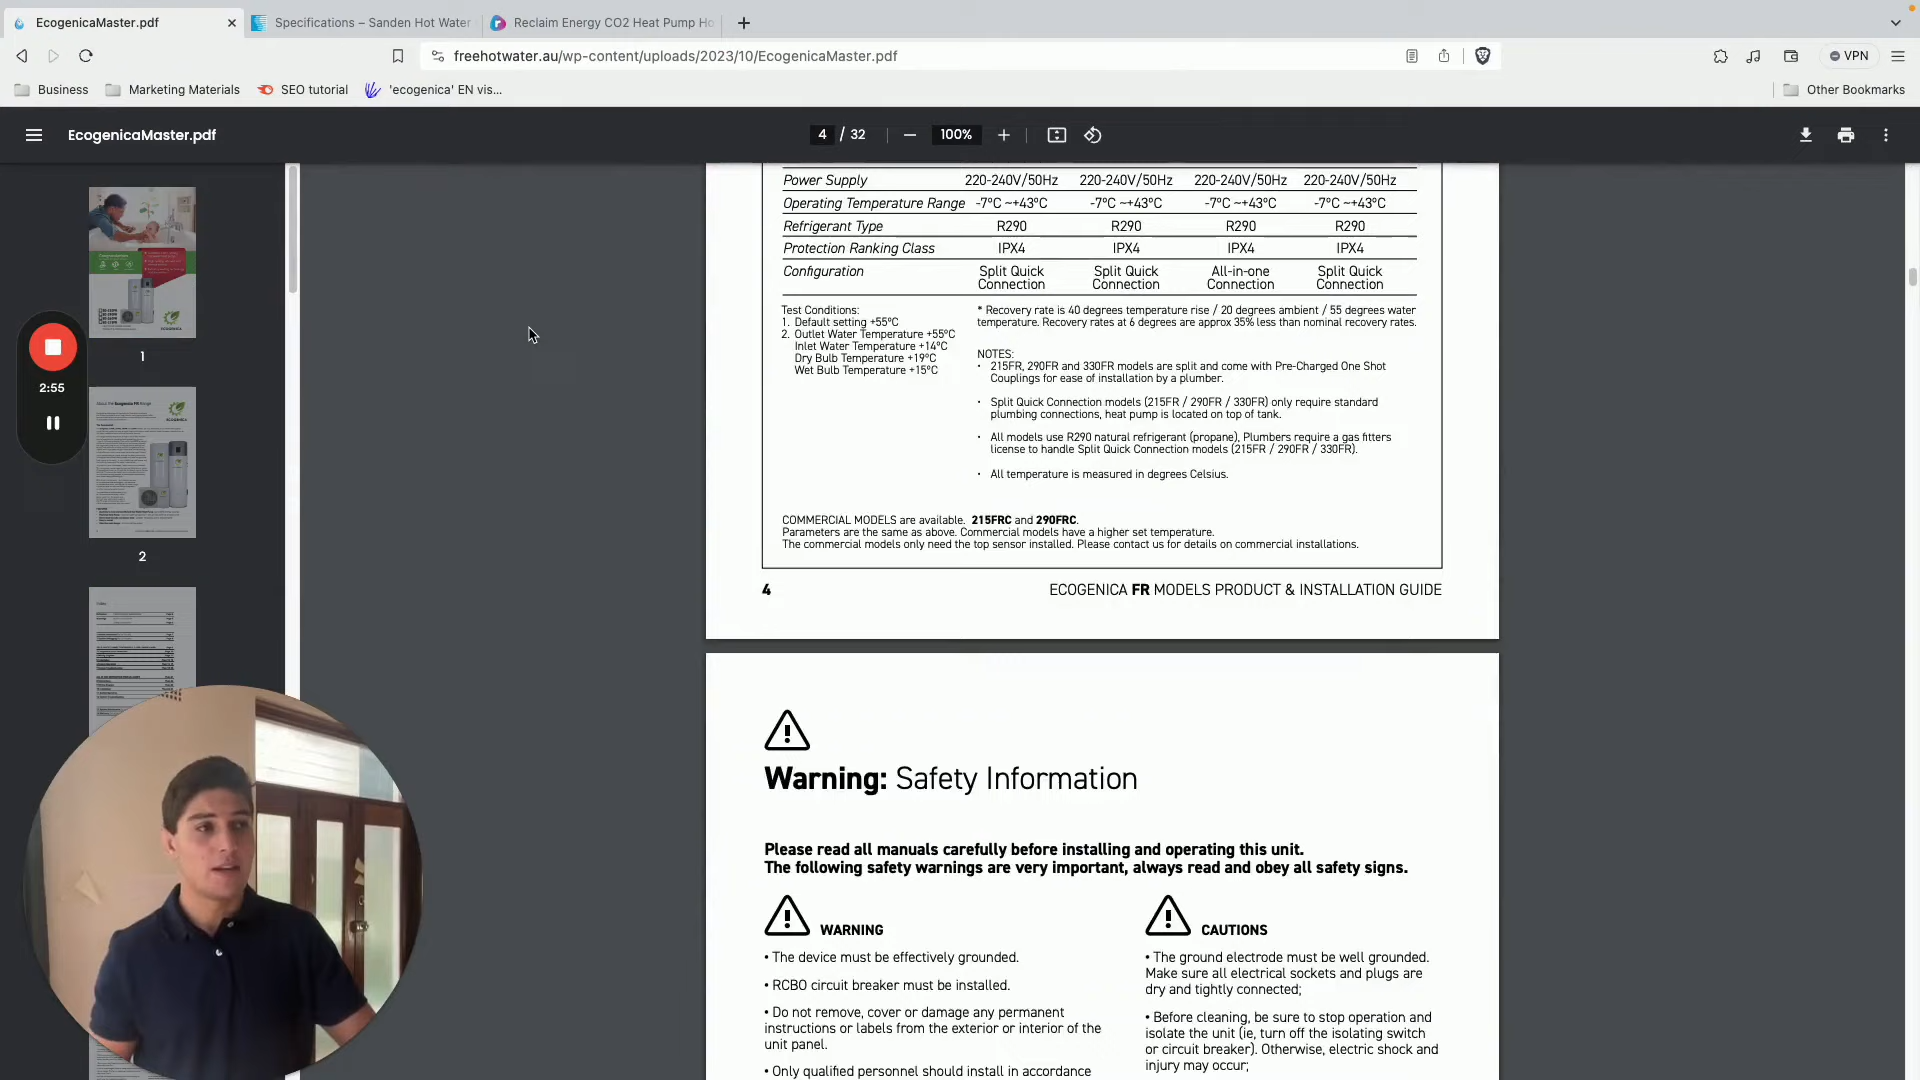 EcogenicaMaster.pdf
Specifications – Sanden Hot Water
Reclaim Energy CO2 Heat Pump Ho
freehotwater.au/wp-content/uploads/2023/10/EcogenicaMaster.pdf
VPN
Business
Marketing Materials
SEO tutorial
'ecogenica' EN vis...
Other Bookmarks
EcogenicaMaster.pdf
4 / 32
100%
1
2:55
2
Power Supply 220-240V/50Hz 220-240V/50Hz 220-240V/50Hz 220-240V/50Hz
Operating Temperature Range -7°C ~+43°C -7°C ~+43°C -7°C ~+43°C -7°C ~+43°C
Refrigerant Type R290 R290 R290 R290
Protection Ranking Class IPX4 IPX4 IPX4 IPX4
Configuration Split Quick Split Quick All-in-one Split Quick
Connection Connection Connection Connection
Test Conditions:
1. Default setting +55°C
2. Outlet Water Temperature +55°C
Inlet Water Temperature +14°C
Dry Bulb Temperature +19°C
Wet Bulb Temperature +15°C
* Recovery rate is 40 degrees temperature rise / 20 degrees ambient / 55 degrees water
temperature. Recovery rates at 6 degrees are approx 35% less than nominal recovery rates.
NOTES:
· 215FR, 290FR and 330FR models are split and come with Pre-Charged One Shot
Couplings for ease of installation by a plumber.
· Split Quick Connection models (215FR / 290FR / 330FR) only require standard
plumbing connections, heat pump is located on top of tank.
· All models use R290 natural refrigerant (propane), Plumbers require a gas fitters
license to handle Split Quick Connection models (215FR / 290FR / 330FR).
· All temperature is measured in degrees Celsius.
COMMERCIAL MODELS are available. 215FRC and 290FRC.
Parameters are the same as above. Commercial models have a higher set temperature.
The commercial models only need the top sensor installed. Please contact us for details on commercial installations.
4 ECOGENICA FR MODELS PRODUCT & INSTALLATION GUIDE
Warning: Safety Information
Please read all manuals carefully before installing and operating this unit.
The following safety warnings are very important, always read and obey all safety signs.
WARNING
• The device must be effectively grounded.
• RCBO circuit breaker must be installed.
• Do not remove, cover or damage any permanent
instructions or labels from the exterior or interior of the
unit panel.
• Only qualified personnel should install in accordance
CAUTIONS
• The ground electrode must be well grounded.
Make sure all electrical sockets and plugs are
dry and tightly connected;
• Before cleaning, be sure to stop operation and
isolate the unit (ie, turn off the isolating switch
or circuit breaker). Otherwise, electric shock and
injury may occur;